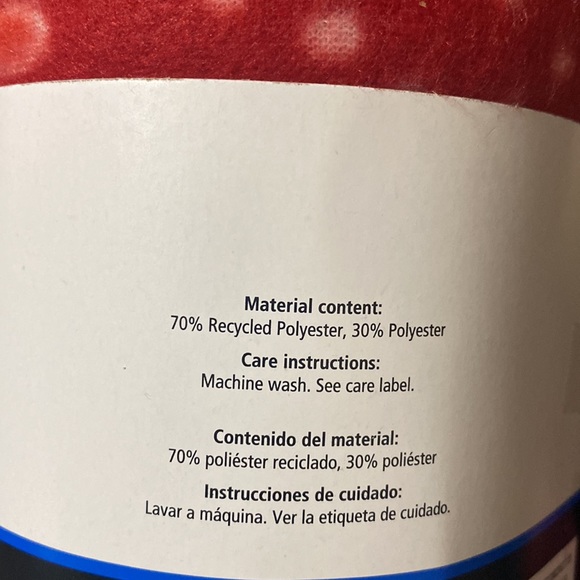 Material content:
70% Recycled Polyester, 30% Polyester
Care instructions:
Machine wash. See care label.
Contenido del material:
70% poliéster reciclado, 30% poliéster
Instrucciones de cuidado:
Lavar a máquina. Ver la etiqueta de cuidado.